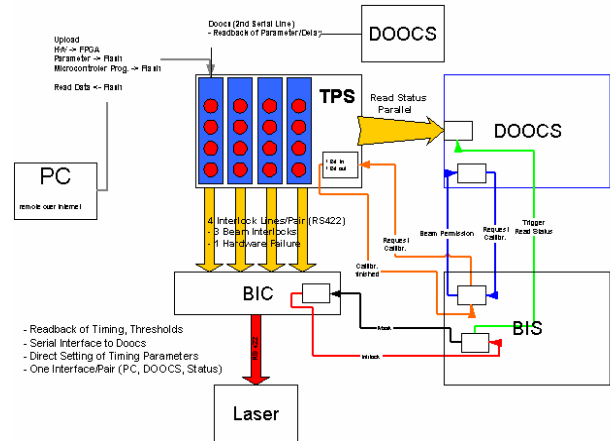 Doocs (2nd Serial Line)
- Readback of Parameter/Delay
DOOCS
Upload
HW -> FPGA
Parameter -> Flash
Microcontroler Prog. -> Flash
Read Data <- Flash
TPS
Read Status
Parallel
DOOCS
PC
remote over Internet
4 Interlock Lines/Pair (RS422)
- 3 Beam Interlocks
- 1 Hardware Failure
Request
Calibr.
Calibr.
finished
Beam Permission
Request
Calibr.
Trigger
Read Status
BIC
BIS
Mask
Interlock
- Readback of Timing, Thresholds
- Serial Interface to Doocs
- Direct Setting of Timing Parameters
- One Interface/Pair (PC, DOOCS, Status)
RS422
Laser